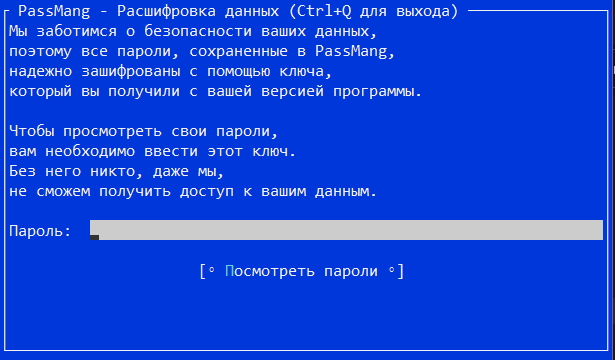 PassMang - Расшифровка данных (Ctrl+Q для выхода)
Мы заботимся о безопасности ваших данных,
поэтому все пароли, сохраненные в PassMang,
надежно зашифрованы с помощью ключа,
который вы получили с вашей версией программы.
Чтобы просмотреть свои пароли,
вам необходимо ввести этот ключ.
Без него никто, даже мы,
не сможем получить доступ к вашим данным.
Пароль:
[◦ Посмотреть пароли ◦]